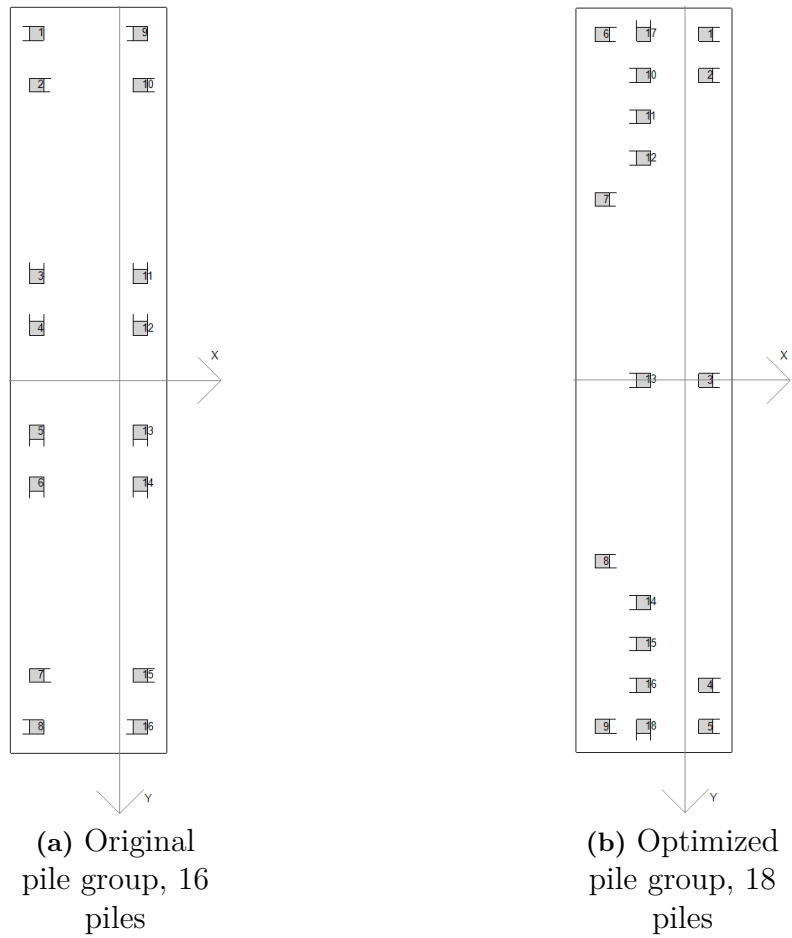 1 9
2 10
3 11
4 12
X
5 13
6 14
7 15
8 16
Y
(a) Original
pile group, 16
piles
6 17 1
10 2
11
12
7
X
13 3
8
14
15
16 4
9 18 5
Y
(b) Optimized
pile group, 18
piles